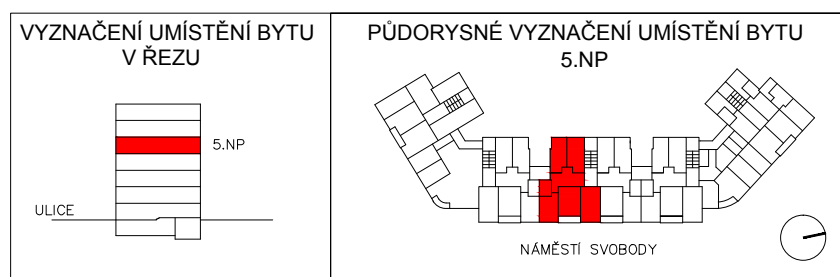 VYZNAČENÍ UMÍSTĚNÍ BYTU
V ŘEZU
5.NP
ULICE
PŮDORYSNÉ VYZNAČENÍ UMÍSTĚNÍ BYTU
5.NP
NÁMĚSTÍ SVOBODY